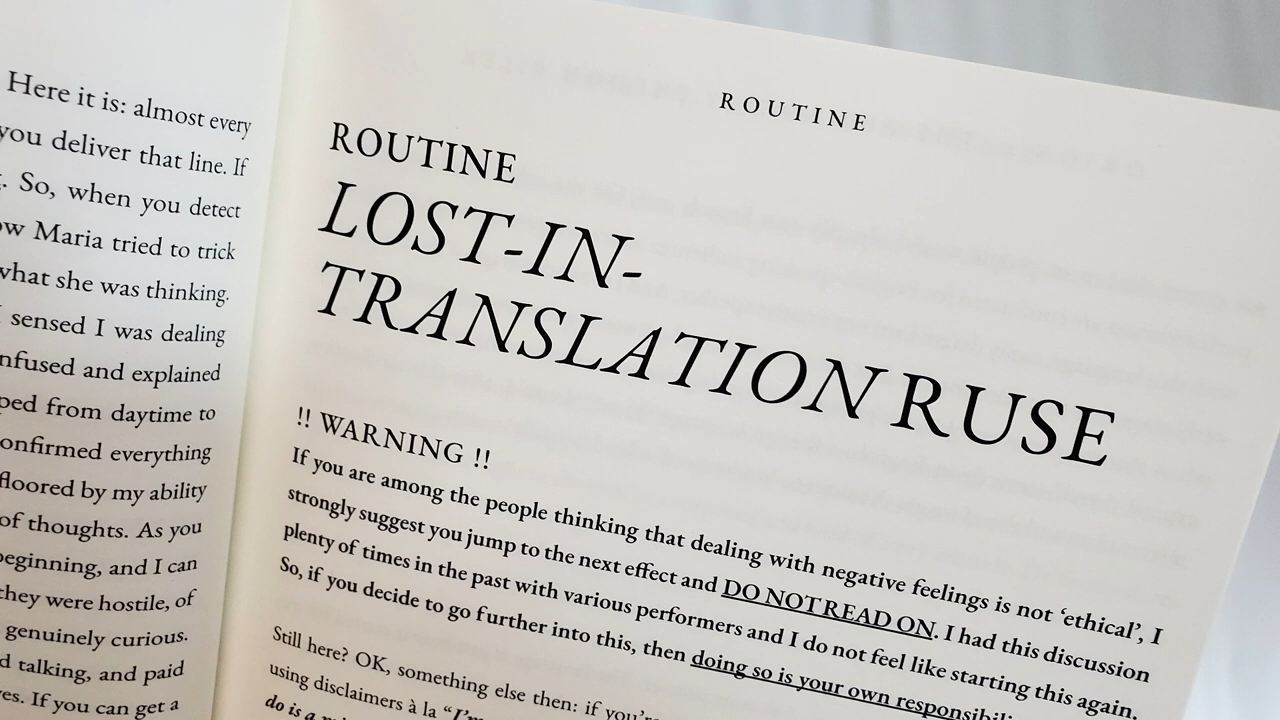 Here it is: almost every
you deliver that line. If
. So, when you detect
ow Maria tried to trick
what she was thinking.
sensed I was dealing
nfused and explained
ped from daytime to
onfirmed everything
floored by my ability
of thoughts. As you
beginning, and I can
they were hostile, of
genuinely curious.
d talking, and paid
yes. If you can get a
ROUTINE
ROUTINE
LOST-IN-
TRANSLATION RUSE
!! WARNING !!
If you are among the people thinking that dealing with negative feelings is not ‘ethical’, I
strongly suggest you jump to the next effect and DO NOT READ ON. I had this discussion
plenty of times in the past with various performers and I do not feel like starting this again.
So, if you decide to go further into this, then doing so is your own responsibili
Still here? OK, something else then: if you’re
using disclaimers à la “I’m
do is a